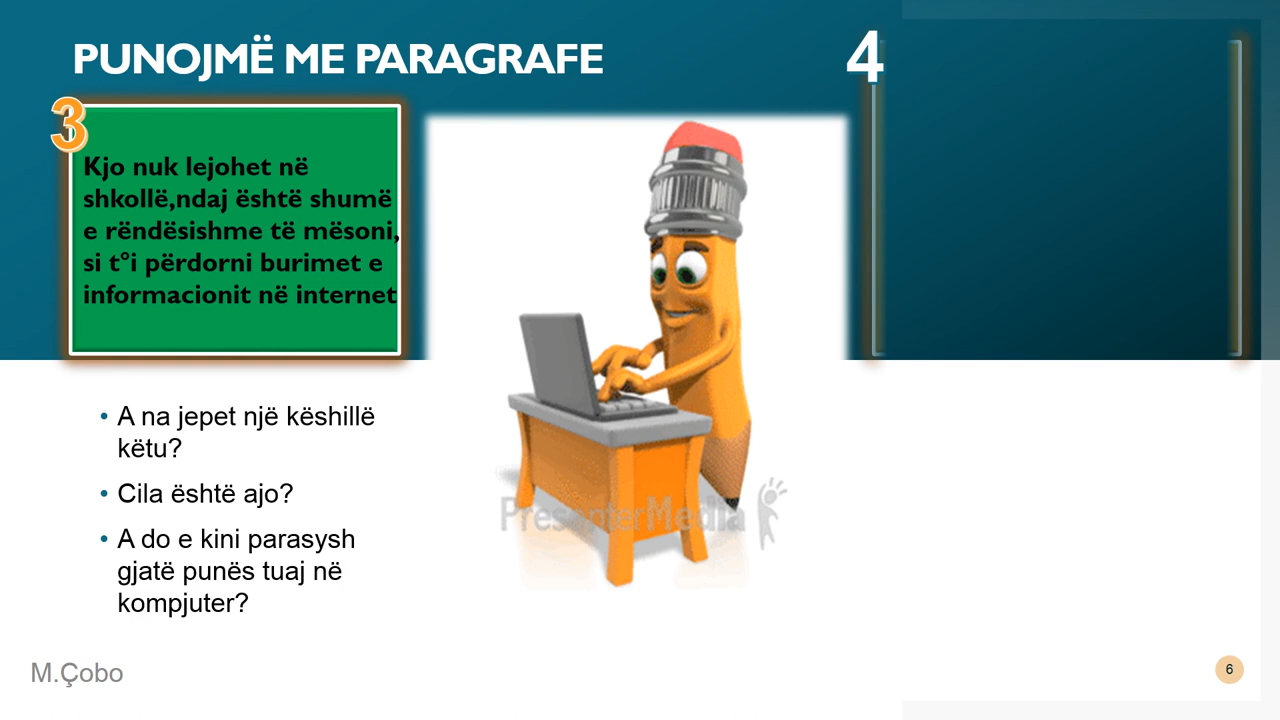 PUNOJMË ME PARAGRAFE
4
3
Kjo nuk lejohet në
shkollë,ndaj është shumë
e rëndësishme të mësoni,
si t°i përdorni burimet e
informacionit në internet
• A na jepet një këshillë
këtu?
• Cila është ajo?
• A do e kini parasysh
gjatë punës tuaj në
kompjuter?
PresenterMedia
M.Çobo
6